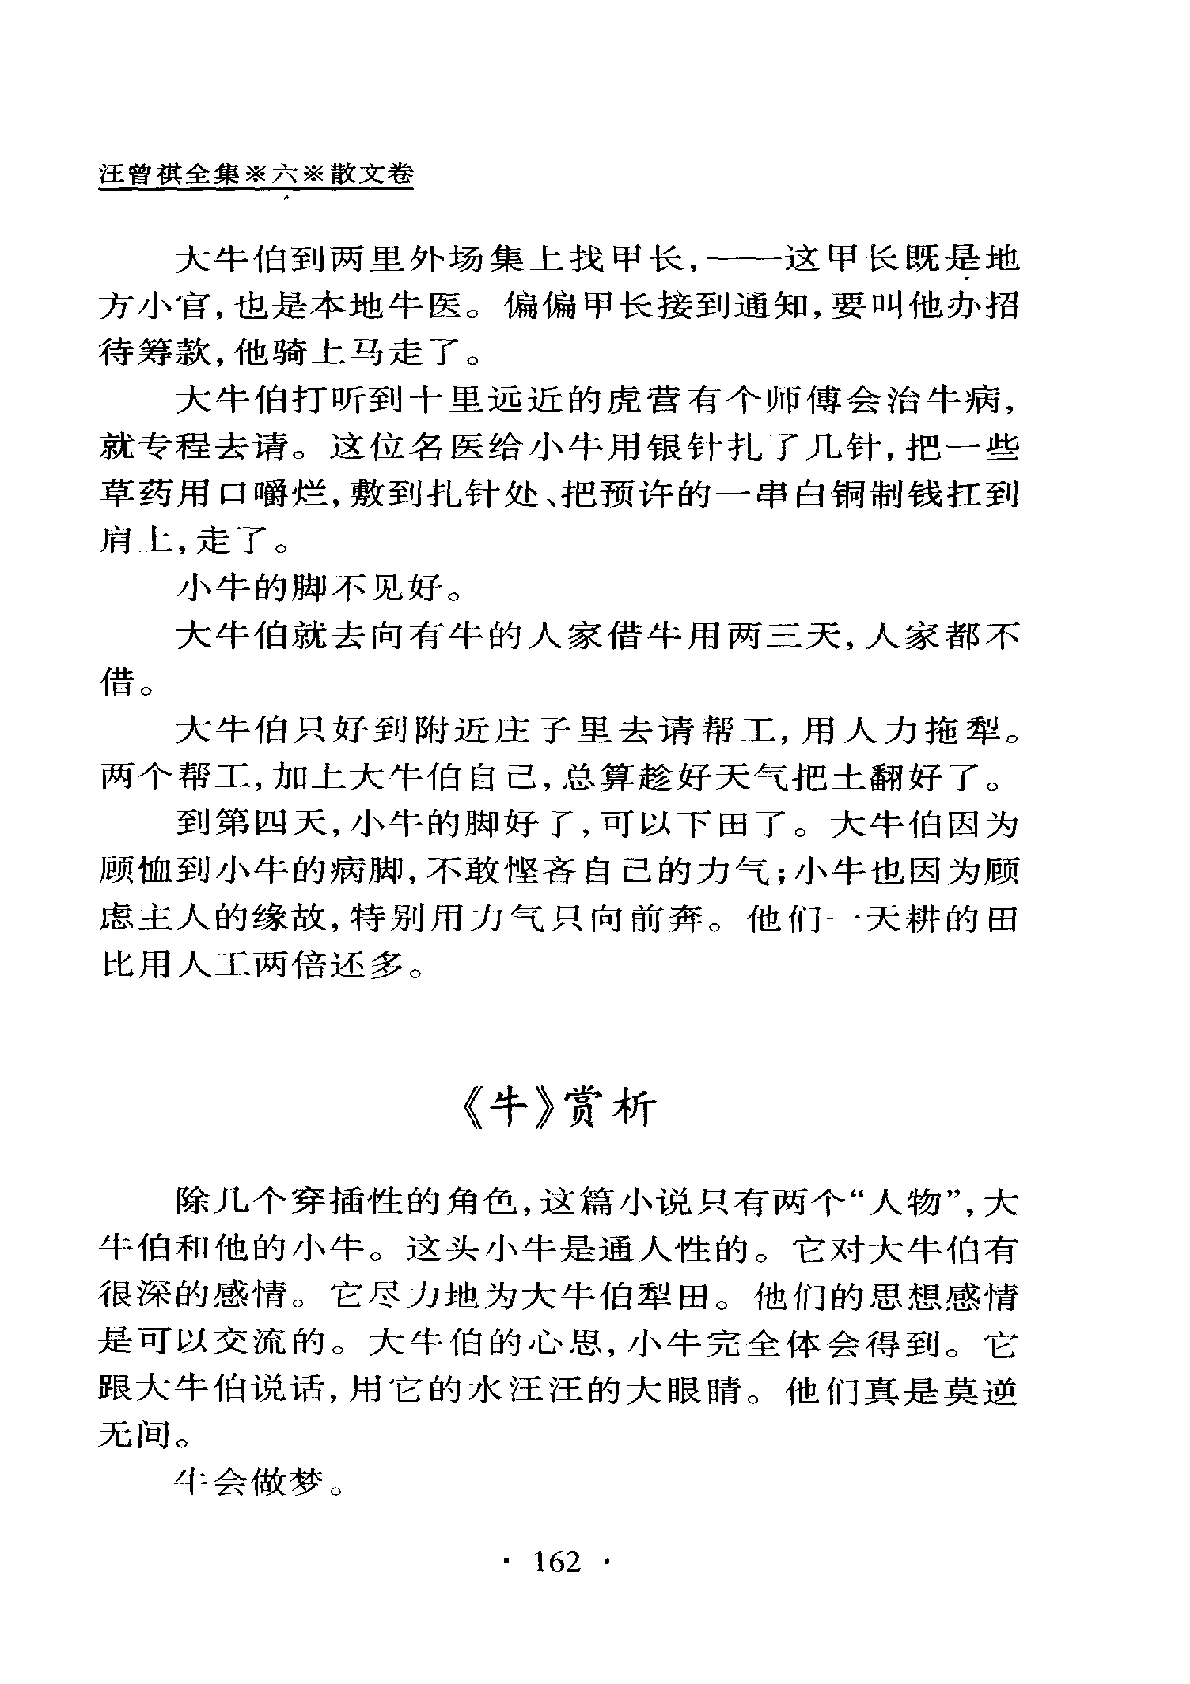 汪曾祺全集※六※散文卷
大牛伯到两里外场集上找甲长,——这甲长既是地
方小官,也是本地牛医。偏偏甲长接到通知,要叫他办招
待筹款,他骑上马走了。
大牛伯打听到十里远近的虎营有个师傅会治牛病,
就专程去请。这位名医给小牛用银针扎了几针,把一些
草药用口嚼烂,敷到扎针处、把预许的一串白铜制钱扛到
肩上,走了。
小牛的脚不见好。
大牛伯就去向有牛的人家借牛用两三天,人家都不
借。
大牛伯只好到附近庄子里去请帮工,用人力拖犁。
两个帮工,加上大牛伯自己,总算趁好天气把土翻好了。
到第四天,小牛的脚好了,可以下田了。大牛伯因为
顾恤到小牛的病脚,不敢悭吝自己的力气;小牛也因为顾
虑主人的缘故,特别用力气只向前奔。他们一天耕的田
比用人工两倍还多。
《牛》赏析
除几个穿插性的角色,这篇小说只有两个“人物”,大
牛伯和他的小牛。这头小牛是通人性的。它对大牛伯有
很深的感情。它尽力地为大牛伯犁田。他们的思想感情
是可以交流的。大牛伯的心思,小牛完全体会得到。它
跟大牛伯说话,用它的水汪汪的大眼睛。他们真是莫逆
无间。
牛会做梦。
· 162 ·